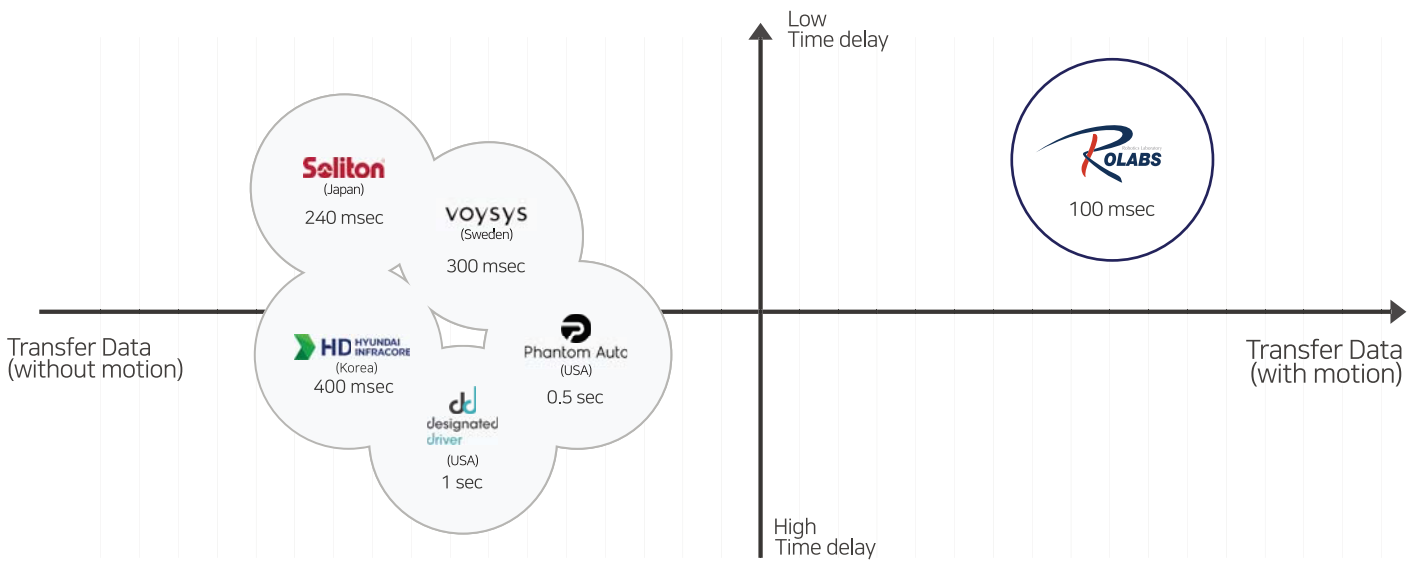 Low
Time delay
Soliton
(Japan)
240 msec
voysys
(Sweden)
300 msec
ROLABS
100 msec
Transfer Data
(without motion)
HD HYUNDAI
INFRACORE
(Korea)
400 msec
Phantom Auto
(USA)
0.5 sec
dd
designated
driver
(USA)
1 sec
Transfer Data
(with motion)
High
Time delay